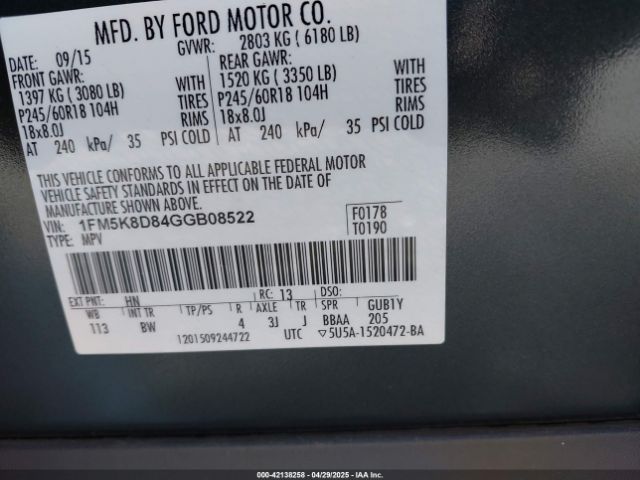 MFD. BY FORD MOTOR CO.
DATE: 09/15 GVWR: 2803 KG ( 6180 LB)
FRONT GAWR: REAR GAWR:
1397 KG ( 3080 LB) WITH 1520 KG ( 3350 LB) WITH
P245/60R18 104H TIRES P245/60R18 104H TIRES
18x8.0J RIMS 18x8.0J RIMS
AT 240 kPa/ 35 PSI COLD AT 240 kPa/ 35 PSI COLD
THIS VEHICLE CONFORMS TO ALL APPLICABLE FEDERAL MOTOR
VEHICLE SAFETY STANDARDS IN EFFECT ON THE DATE OF
MANUFACTURE SHOWN ABOVE.
VIN: 1FM5K8D84GGB08522 F0178
TYPE: MPV T0190
EXT PNT: HN RC: 13 DSO:
WB INT TR TP/PS R AXLE TR SPR GUB1Y
113 BW 4 3J J BBAA 205
1201509244722 UTC ▽5U5A-1520472-BA
000-42138258 - 04/29/2025 - IAAI.COM